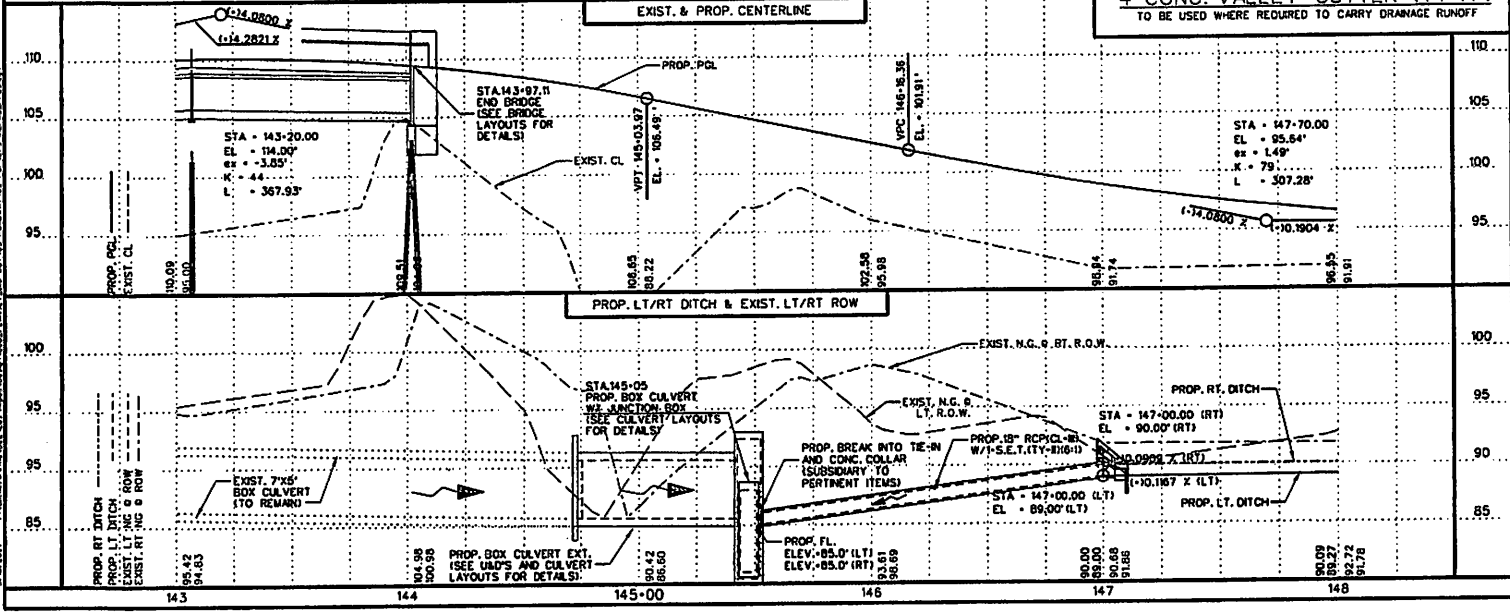 4' CONC. VALLEY GUTTER
TO BE USED WHERE REQUIRED TO CARRY DRAINAGE RUNOFF
EXIST. & PROP. CENTERLINE
(+)4.0800 %
(-)4.2821 %
110
105
100
95
110
105
100
95
PROP. PGL
EXIST. CL
STA = 143+20.00
EL = 114.00'
ex = -3.85'
K = 44
L = 367.93'
STA.143+97.11
END BRIDGE
(SEE BRIDGE
LAYOUTS FOR
DETAILS)
EXIST. CL
PROP. PGL
VPT 145+03.97
EL. = 106.49'
VPC 146+16.36
EL = 101.91'
STA = 147+70.00
EL = 95.64'
ex = 1.49'
K = 79
L = 307.28'
(-)4.0800 %
(-)0.1904 %
110.09
95.00
109.51
106.65
88.22
102.58
95.98
98.94
91.74
96.55
91.91
PROP. LT/RT DITCH & EXIST. LT/RT ROW
100
95
95
85
100
95
90
85
PROP. RT DITCH
PROP. LT DITCH
EXIST. LT NG @ ROW
EXIST. RT NG @ ROW
EXIST. 7'X5'
BOX CULVERT
(TO REMAIN)
PROP. BOX CULVERT EXT.
(SEE U&D'S AND CULVERT
LAYOUTS FOR DETAILS)
STA.145+05
PROP. BOX CULVERT
W/ JUNCTION BOX
(SEE CULVERT LAYOUTS
FOR DETAILS)
PROP. BREAK INTO TIE-IN
AND CONC. COLLAR
(SUBSIDIARY TO
PERTINENT ITEMS)
PROP. FL.
ELEV.=85.0' (LT)
ELEV.=85.0' (RT)
EXIST. N.G. @ RT. R.O.W.
EXIST. N.G. @
LT. R.O.W.
PROP. 18" RCP(CL-III)
W/1-S.E.T.(TY-II)(6:1)
STA = 147+00.00 (RT)
EL = 90.00' (RT)
PROP. RT. DITCH
(+)0.1167 % (LT)
STA = 147+00.00 (LT)
EL = 89.00' (LT)
PROP. LT. DITCH
95.42
94.83
104.98
100.98
90.42
86.60
93.61
98.69
90.00
89.00
90.68
91.86
90.09
89.27
92.72
91.78
143
144
145+00
146
147
148